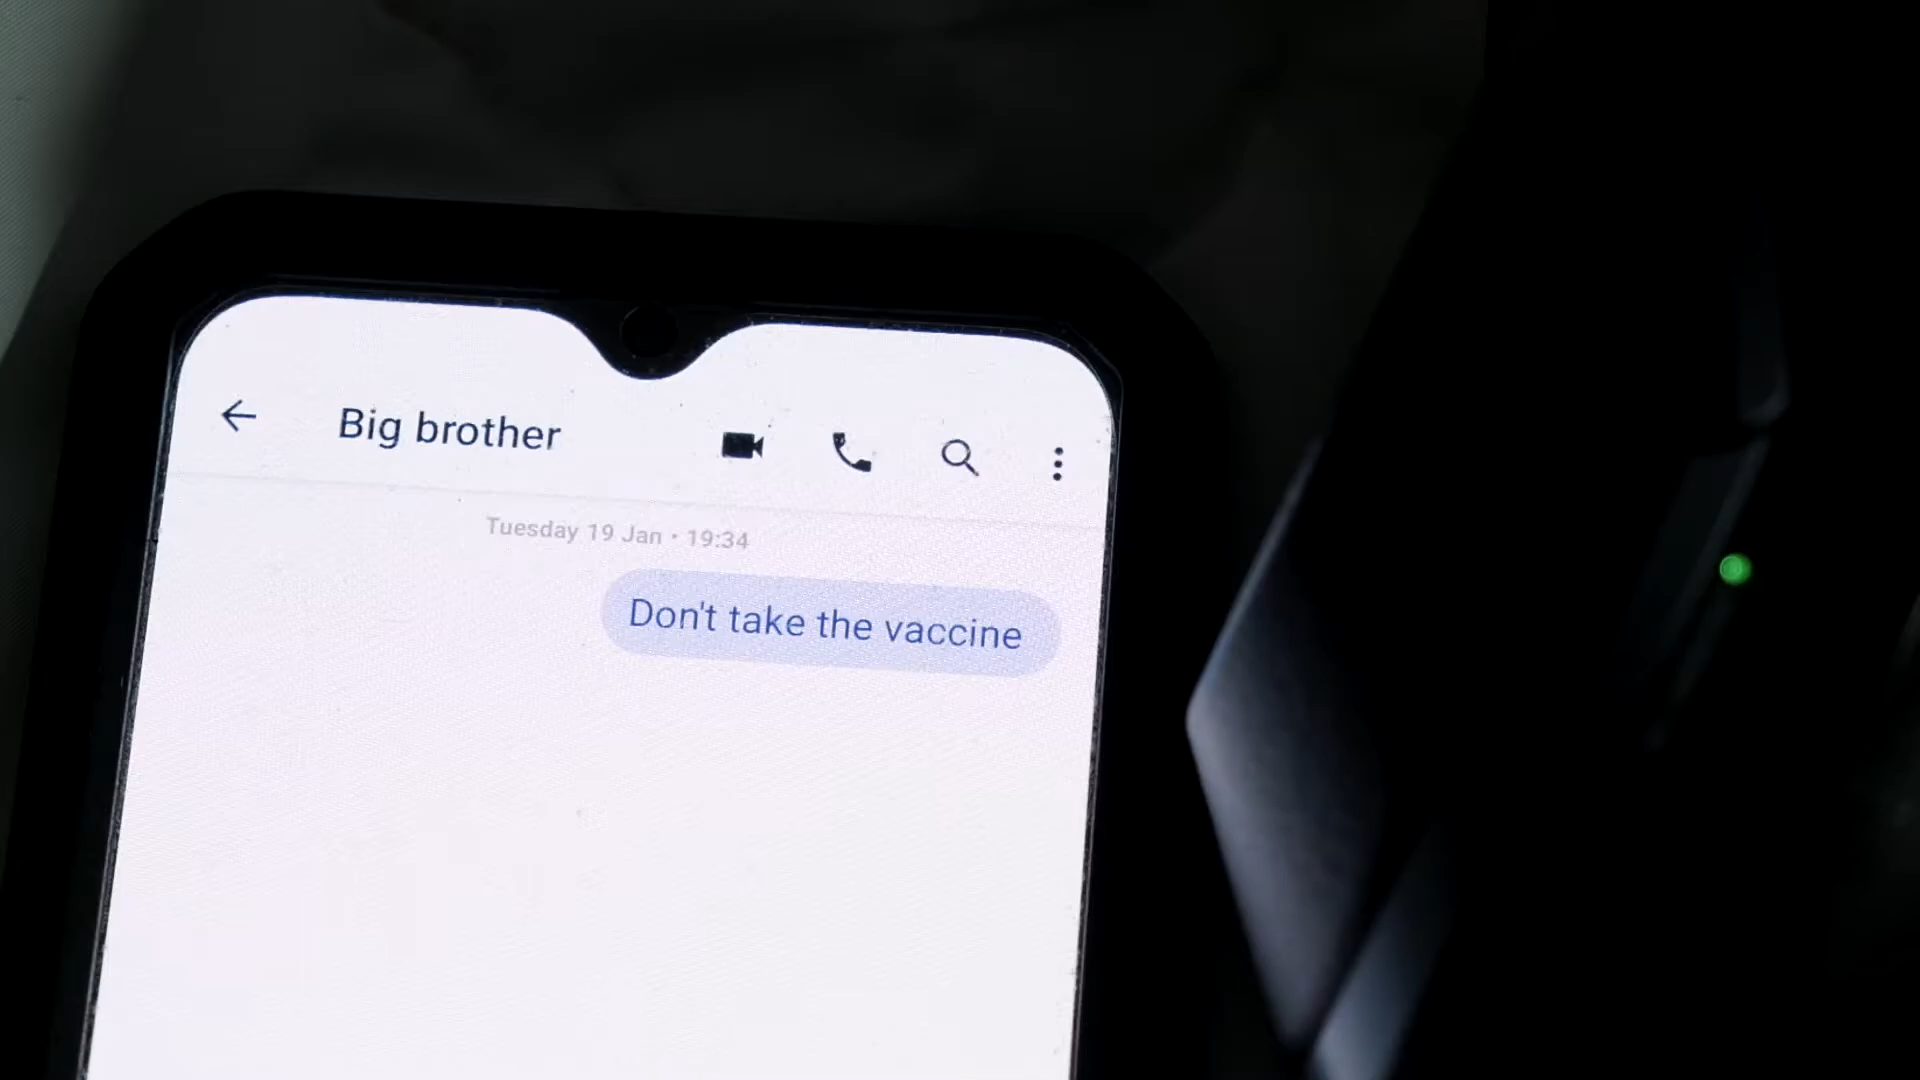 Big brother
Tuesday 19 Jan • 19:34
Don't take the vaccine